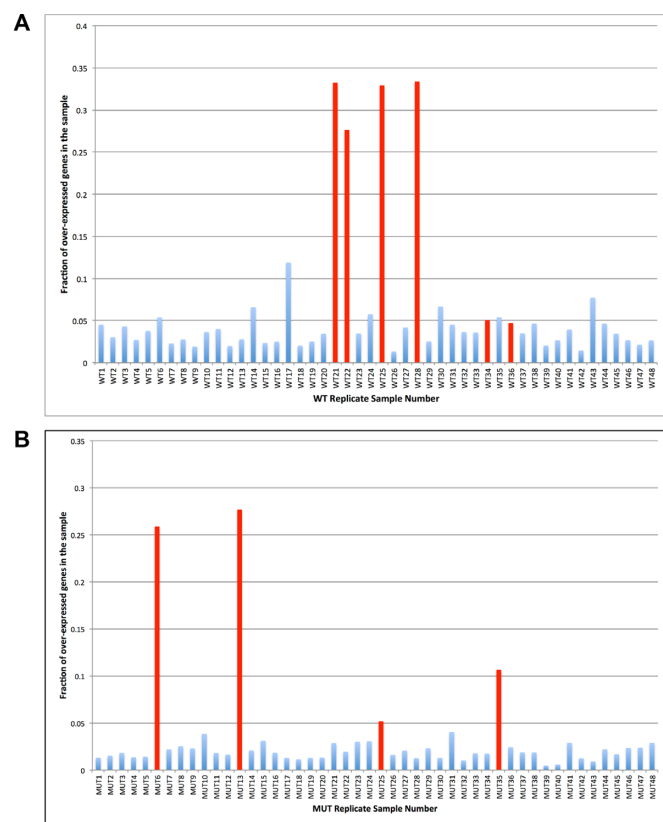 A
0.4
0.35
0.3
0.25
0.2
0.15
0.1
0.05
0
Fraction of over-expressed genes in the sample
WT1 WT2 WT3 WT4 WT5 WT6 WT7 WT8 WT9 WT10 WT11 WT12 WT13 WT14 WT15 WT16 WT17 WT18 WT19 WT20 WT21 WT22 WT23 WT24 WT25 WT26 WT27 WT28 WT29 WT30 WT31 WT32 WT33 WT34 WT35 WT36 WT37 WT38 WT39 WT40 WT41 WT42 WT43 WT44 WT45 WT46 WT47 WT48
WT Replicate Sample Number
B
0.35
0.3
0.25
0.2
0.15
0.1
0.05
0
Fraction of over-expressed genes in the sample
MUT1 MUT2 MUT3 MUT4 MUT5 MUT6 MUT7 MUT8 MUT9 MUT10 MUT11 MUT12 MUT13 MUT14 MUT15 MUT16 MUT17 MUT18 MUT19 MUT20 MUT21 MUT22 MUT23 MUT24 MUT25 MUT26 MUT27 MUT28 MUT29 MUT30 MUT31 MUT32 MUT33 MUT34 MUT35 MUT36 MUT37 MUT38 MUT39 MUT40 MUT41 MUT42 MUT43 MUT44 MUT45 MUT46 MUT47 MUT48
MUT Replicate Sample Number